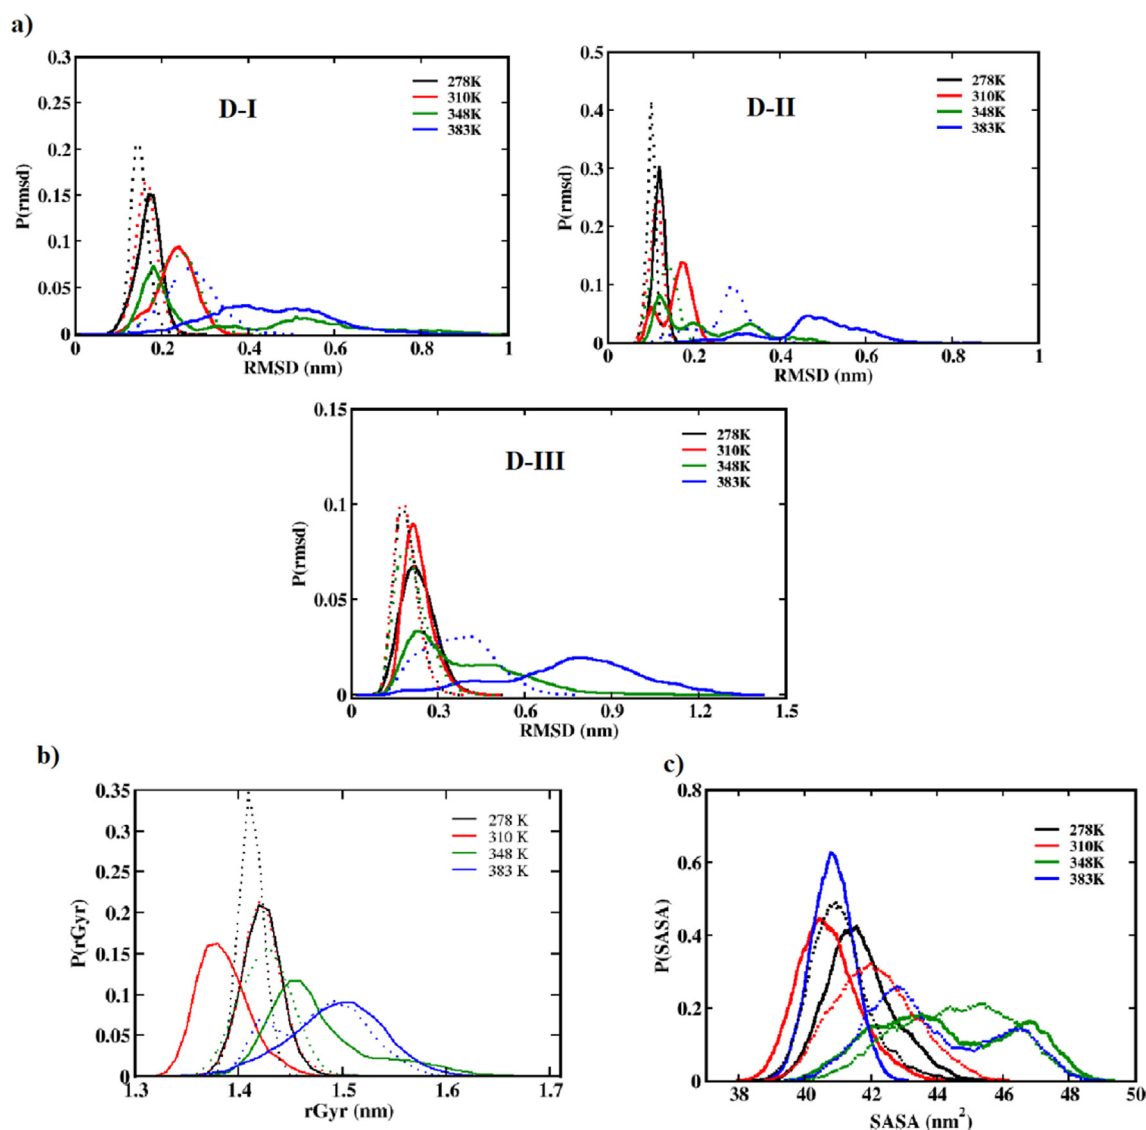 a)
0.3
0.25
0.2
0.15
0.1
0.05
0
P(rmsd)
D-I
278K
310K
348K
383K
0 0.2 0.4 0.6 0.8 1
RMSD (nm)
0.5
0.4
0.3
0.2
0.1
0
P(rmsd)
D-II
278K
310K
348K
383K
0 0.2 0.4 0.6 0.8 1
RMSD (nm)
0.15
0.1
0.05
0
P(rmsd)
D-III
278K
310K
348K
383K
0 0.3 0.6 0.9 1.2 1.5
RMSD (nm)
b)
0.35
0.3
0.25
0.2
0.15
0.1
0.05
0
P(rGyr)
278 K
310 K
348 K
383 K
1.3 1.4 1.5 1.6 1.7
rGyr (nm)
c)
0.8
0.6
0.4
0.2
0
P(SASA)
278K
310K
348K
383K
38 40 42 44 46 48 50
SASA (nm²)